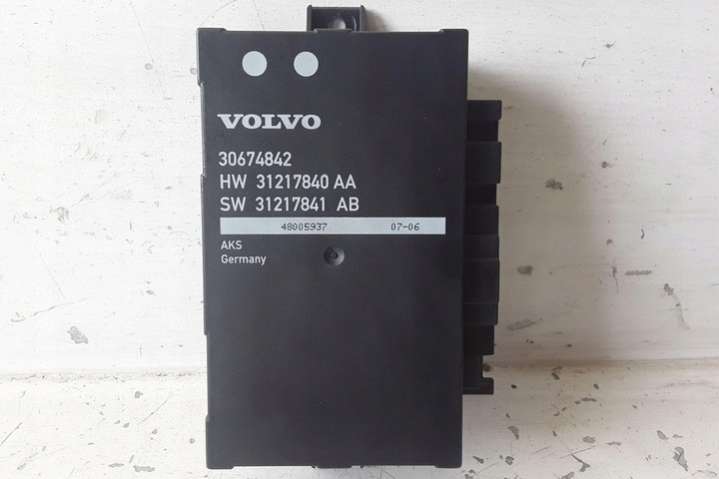 VOLVO
30674842
HW 31217840 AA
SW 31217841 AB
48005937 07-06
AKS
Germany